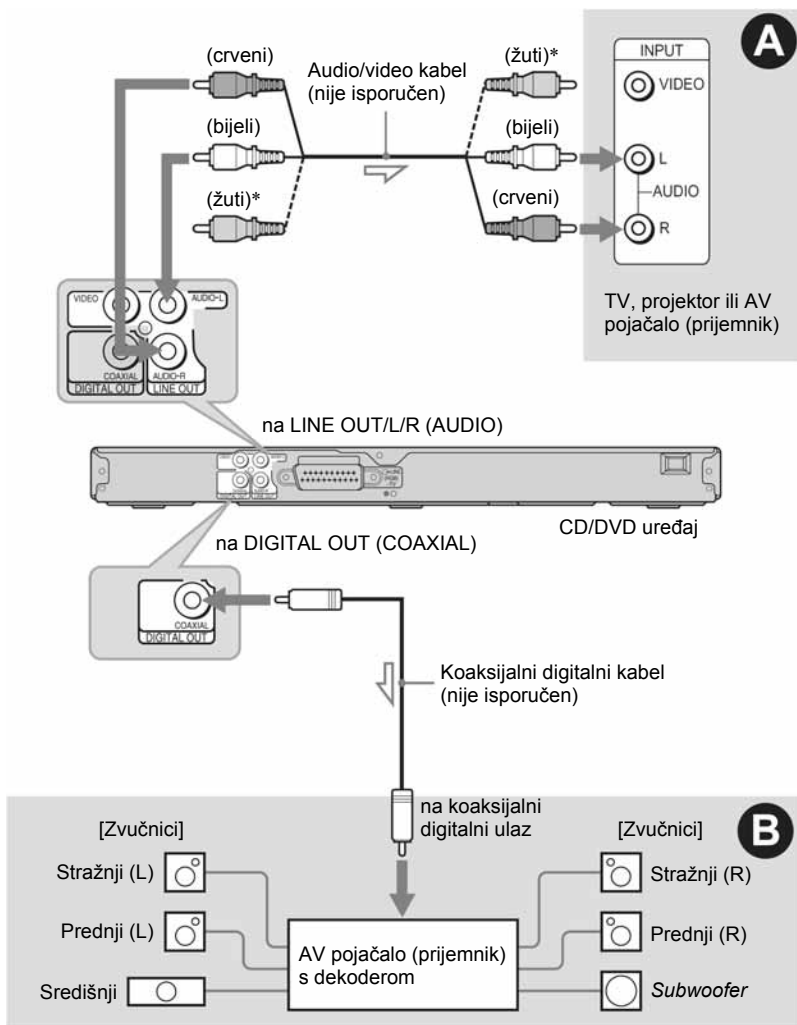 A
(crveni)
Audio/video kabel
(nije isporučen)
(žuti)*
INPUT
VIDEO
(bijeli)
(bijeli)
L
AUDIO
(žuti)*
(crveni)
R
TV, projektor ili AV
pojačalo (prijemnik)
VIDEO
AUDIO-L
COAXIAL
AUDIO-R
DIGITAL OUT
LINE OUT
na LINE OUT/L/R (AUDIO)
CD/DVD uređaj
na DIGITAL OUT (COAXIAL)
COAXIAL
DIGITAL OUT
Koaksijalni digitalni kabel
(nije isporučen)
na koaksijalni
digitalni ulaz
B
[Zvučnici]
[Zvučnici]
Stražnji (L)
Stražnji (R)
Prednji (L)
Prednji (R)
AV pojačalo (prijemnik)
s dekoderom
Središnji
Subwoofer